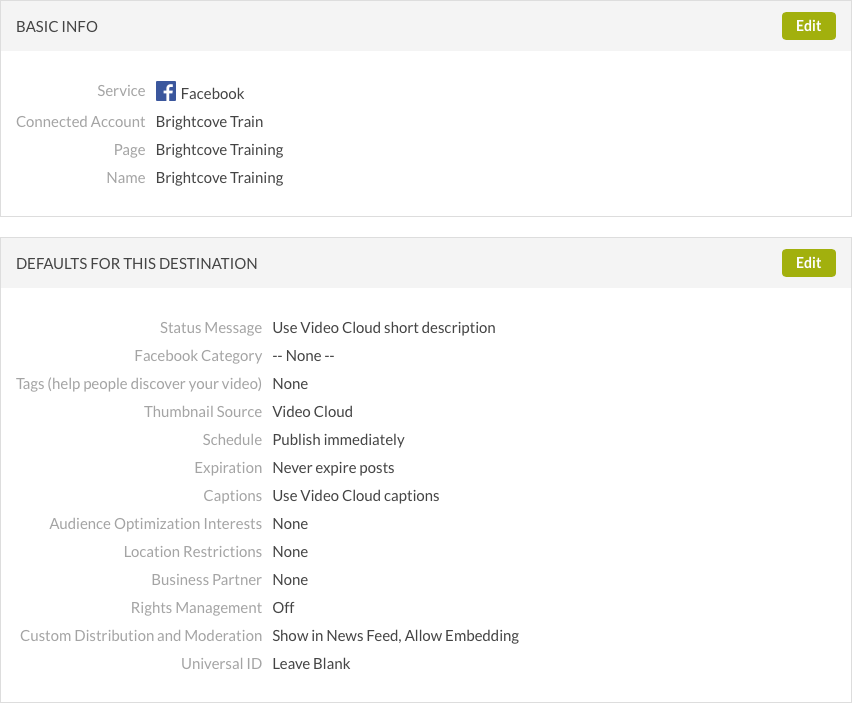 BASIC INFO Edit
Service Facebook
Connected Account Brightcove Train
Page Brightcove Training
Name Brightcove Training
DEFAULTS FOR THIS DESTINATION Edit
Status Message Use Video Cloud short description
Facebook Category -- None --
Tags (help people discover your video) None
Thumbnail Source Video Cloud
Schedule Publish immediately
Expiration Never expire posts
Captions Use Video Cloud captions
Audience Optimization Interests None
Location Restrictions None
Business Partner None
Rights Management Off
Custom Distribution and Moderation Show in News Feed, Allow Embedding
Universal ID Leave Blank